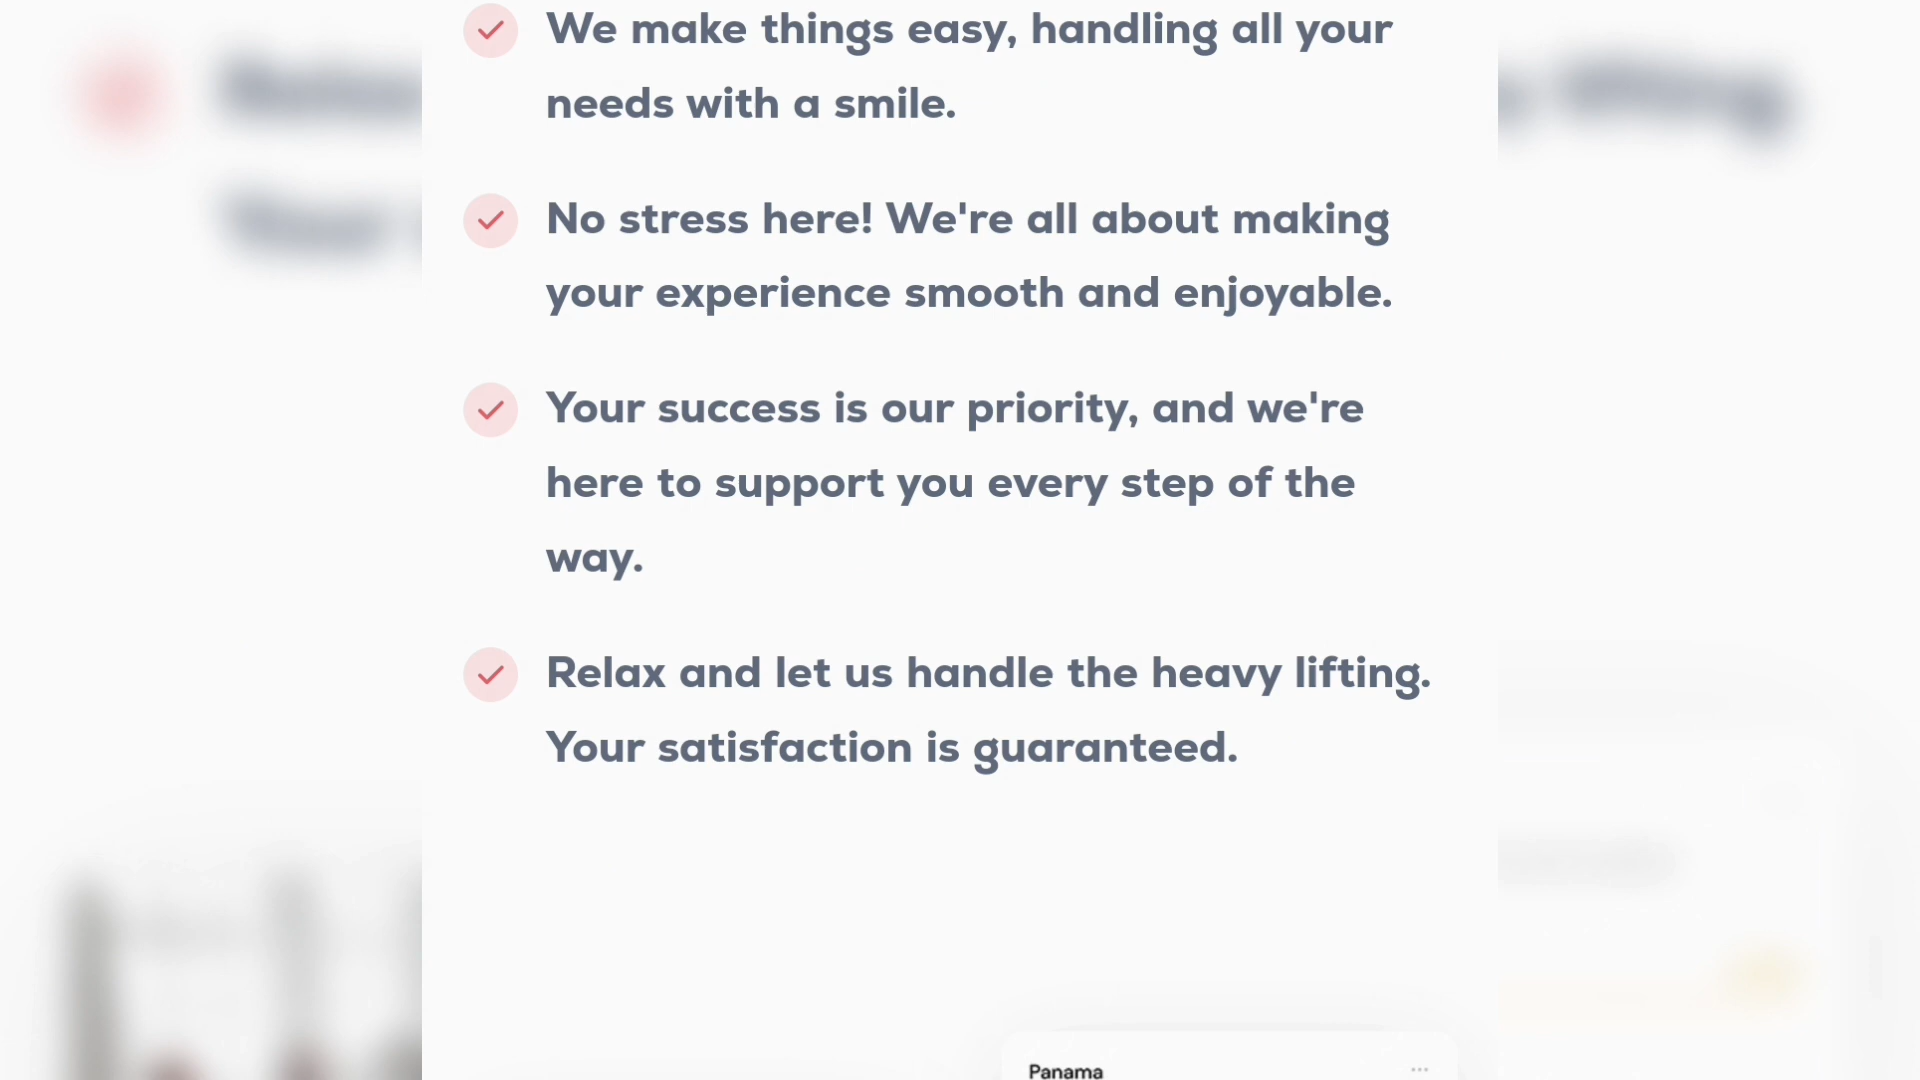 We make things easy, handling all your
needs with a smile.
No stress here! We're all about making
your experience smooth and enjoyable.
Your success is our priority, and we're
here to support you every step of the
way.
Relax and let us handle the heavy lifting.
Your satisfaction is guaranteed.
Panama